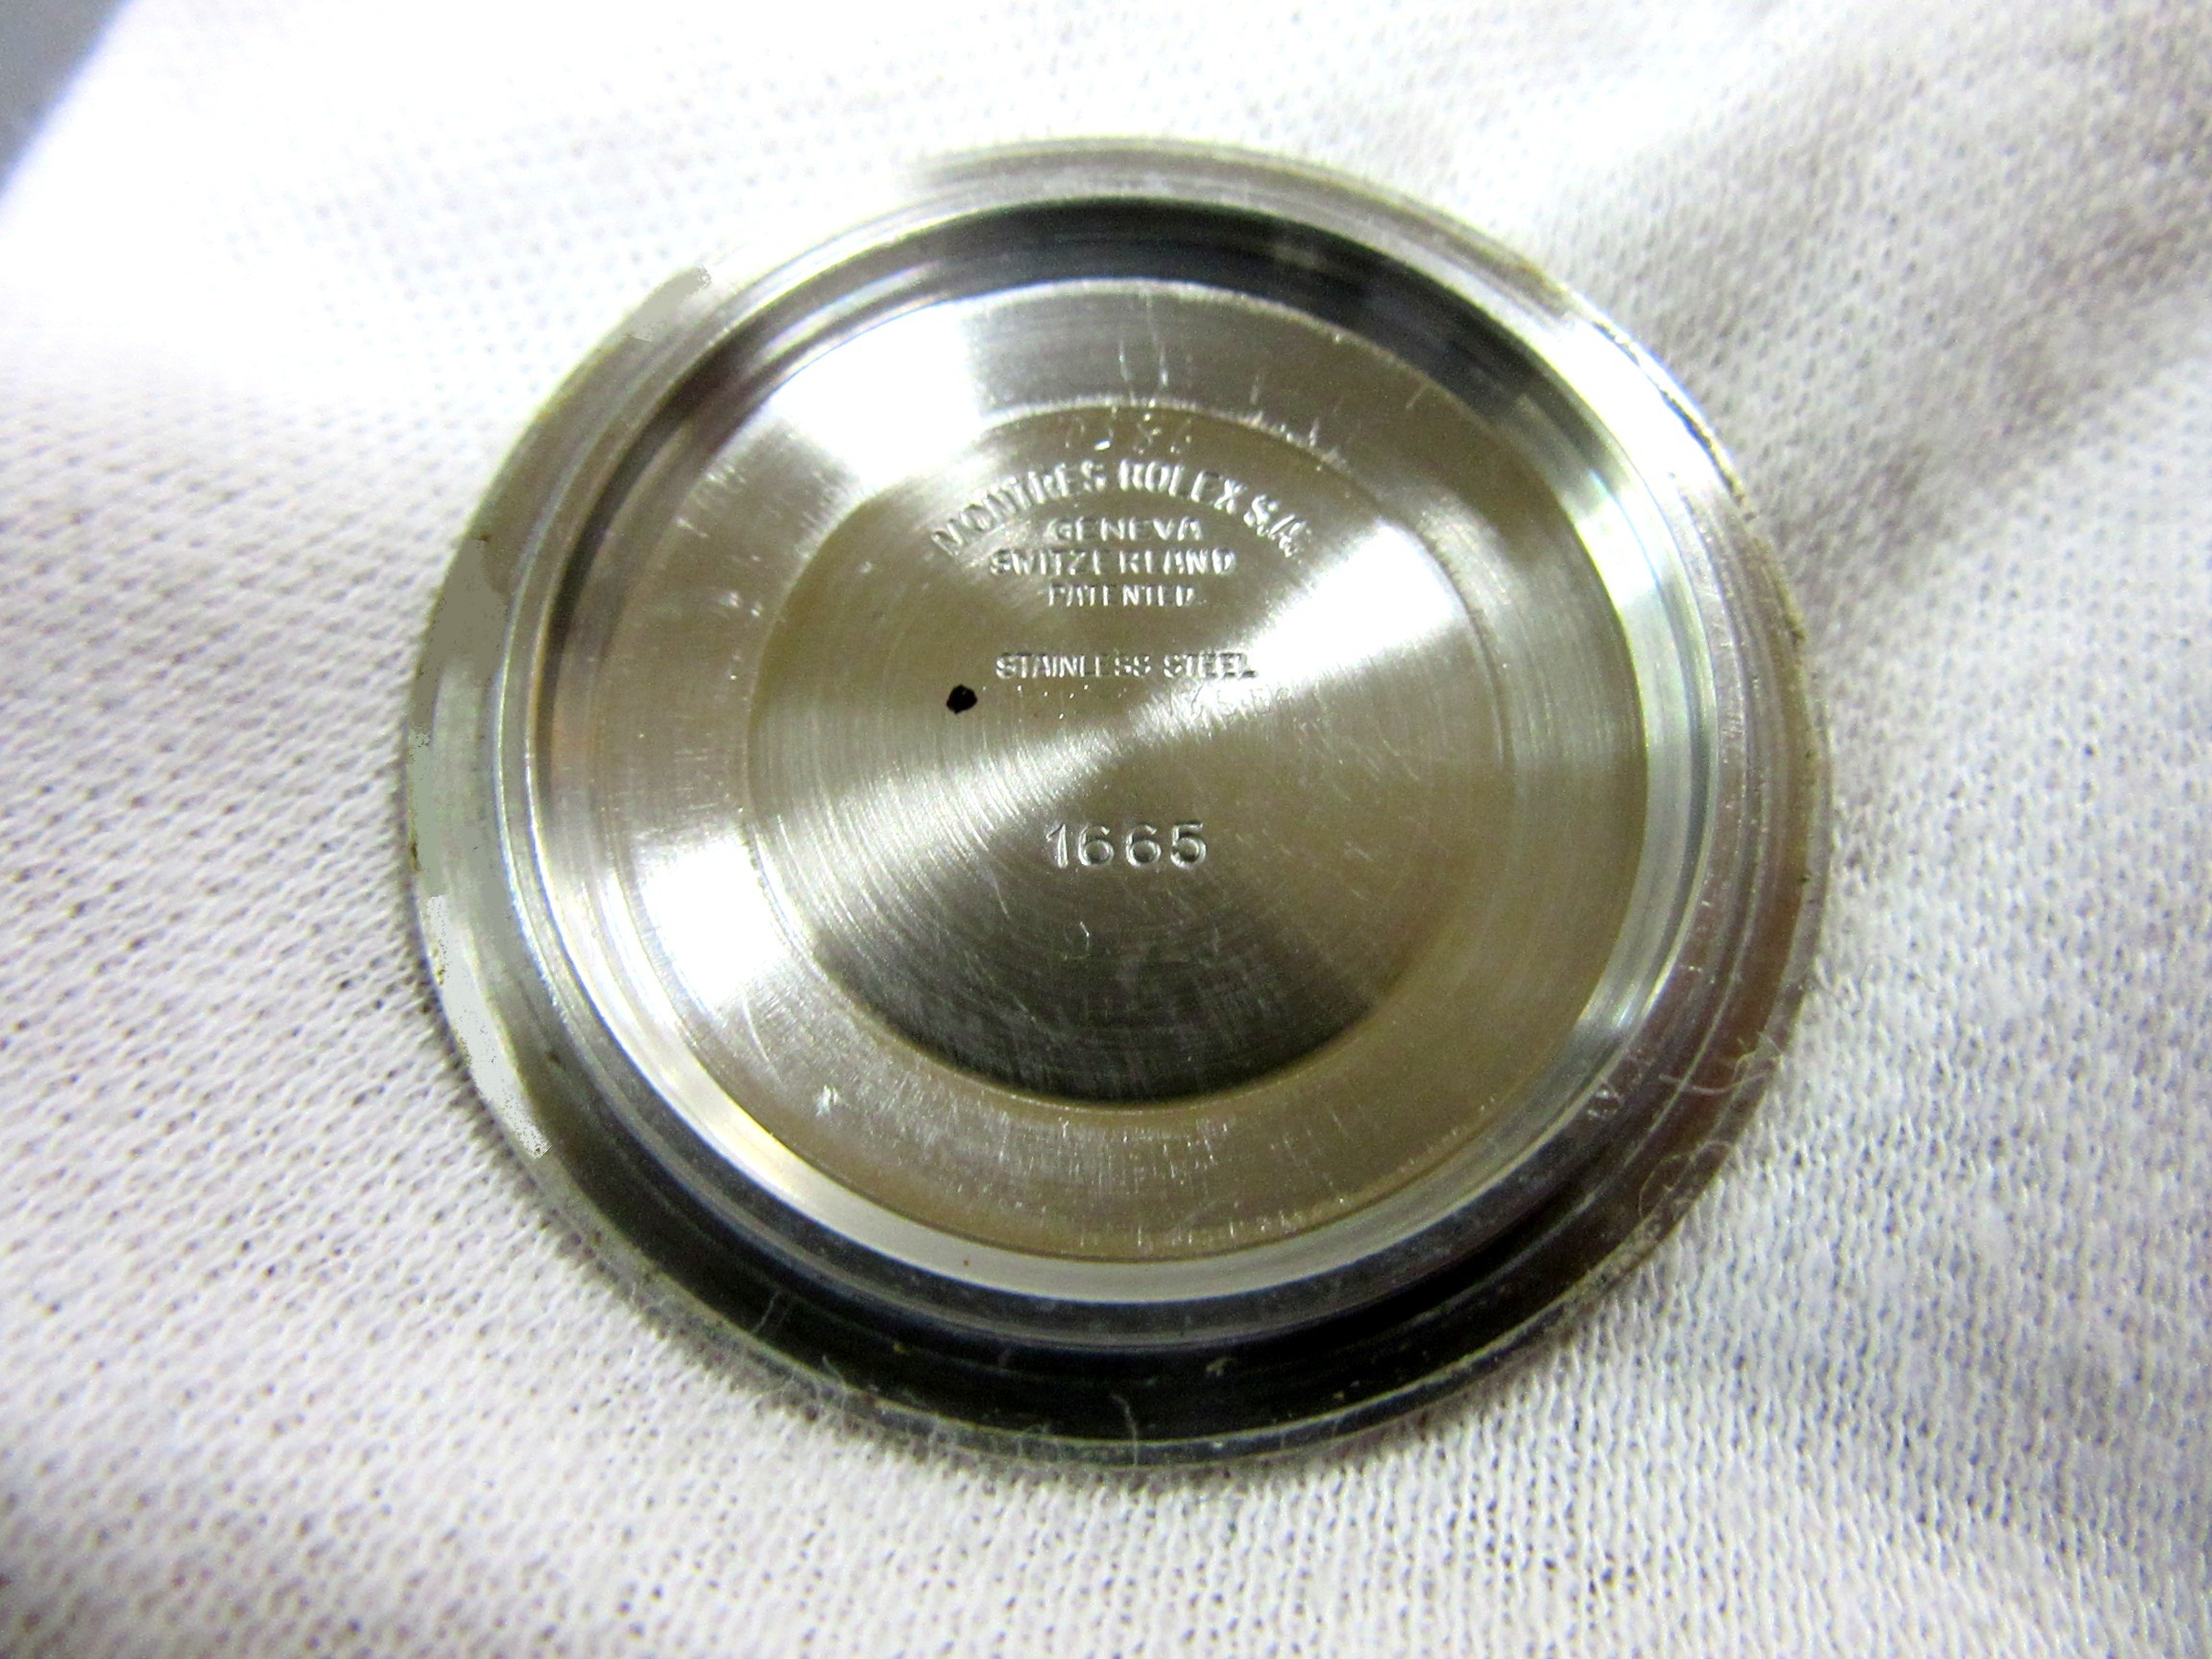 MONTRES ROLEX S.A.
GENEVA
SWITZERLAND
PATENTED
STAINLESS STEEL
1665